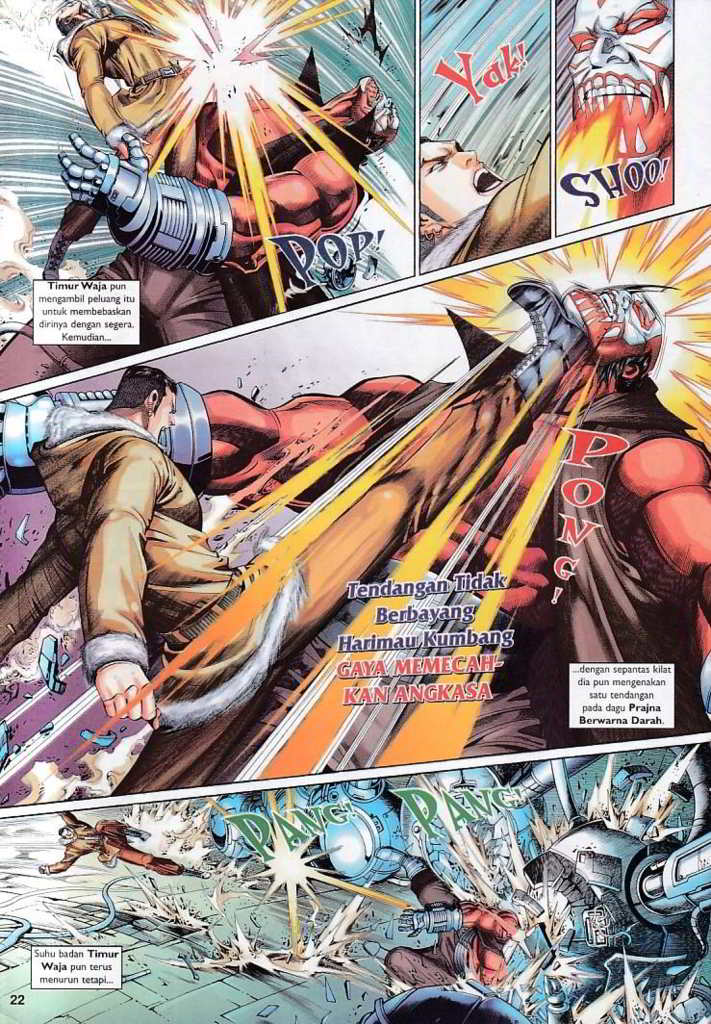 POP!
Timur Waja pun
mengambil peluang itu
untuk membebaskan
dirinya dengan segera.
Kemudian...
Yak!
SHOO!
PONG!
Tendangan Tidak
Berbayang
Harimau Kumbang
GAYA MEMECAH-
KAN ANGKASA
...dengan sepantas kilat
dia pun mengenakan
satu tendangan
pada dagu Prajna
Berwarna Darah.
PANG! PANG!
Suhu badan Timur
Waja pun terus
menurun tetapi...
22